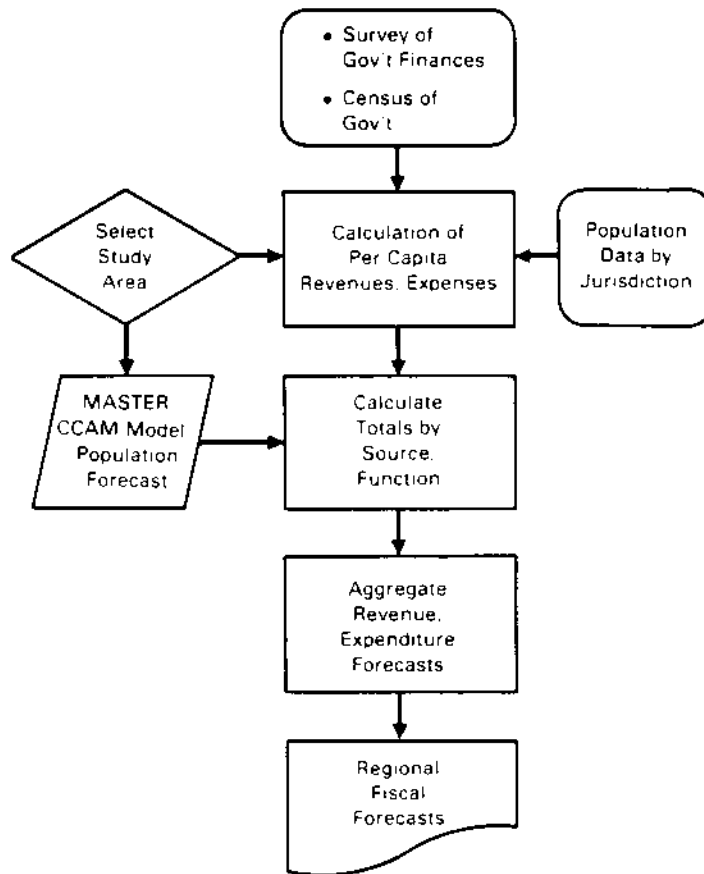 • Survey of
Gov't Finances
• Census of
Gov't
Select
Study
Area
Calculation of
Per Capita
Revenues, Expenses
Population
Data by
Jurisdiction
MASTER
CCAM Model
Population
Forecast
Calculate
Totals by
Source,
Function
Aggregate
Revenue,
Expenditure
Forecasts
Regional
Fiscal
Forecasts